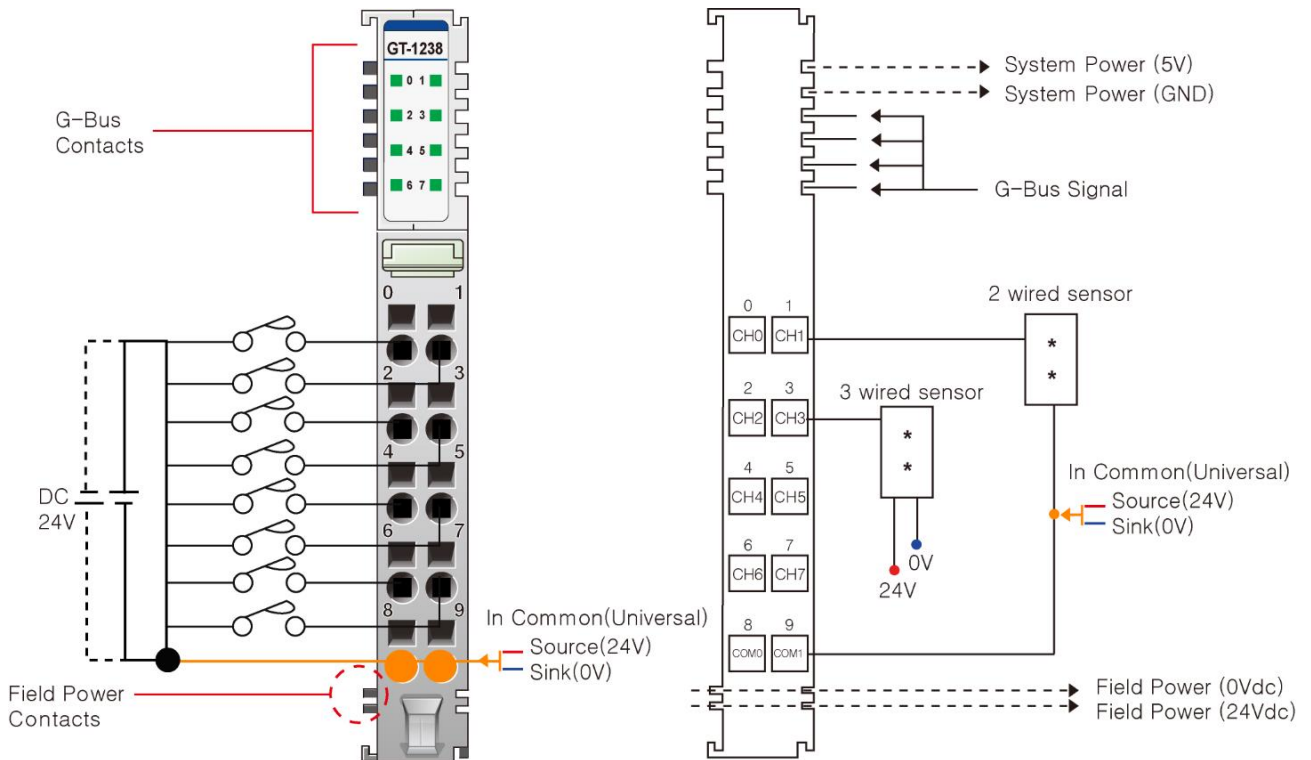 GT-1238
0 1
2 3
4 5
6 7
G-Bus
Contacts
0 1
2 3
4 5
6 7
8 9
DC
24V
In Common(Universal)
Source(24V)
Sink(0V)
Field Power
Contacts
System Power (5V)
System Power (GND)
G-Bus Signal
2 wired sensor
*
*
0 1
CH0 CH1
2 3
CH2 CH3
3 wired sensor
*
*
4 5
CH4 CH5
In Common(Universal)
Source(24V)
Sink(0V)
6 7
CH6 CH7
0V
24V
8 9
COM0 COM1
Field Power (0Vdc)
Field Power (24Vdc)